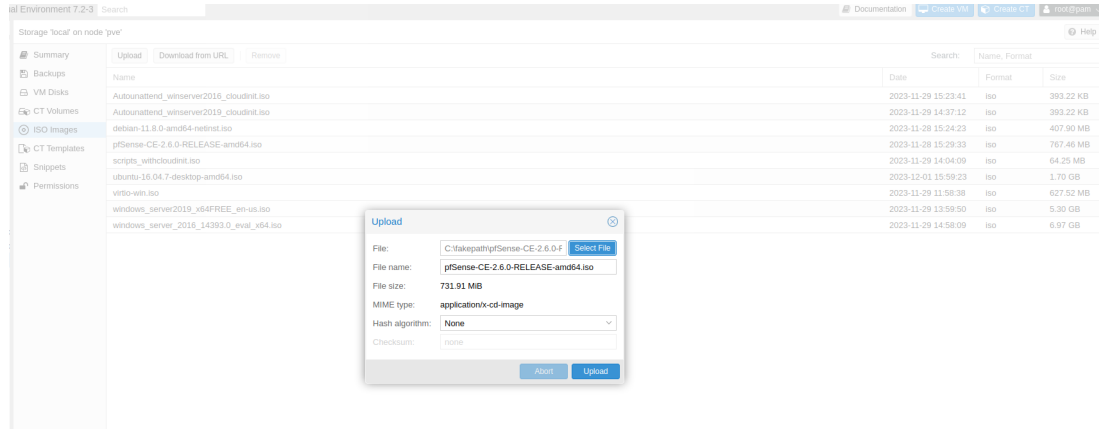 al Environment 7.2-3 Search Documentation Create VM Create CT root@pam
Storage 'local' on node 'pve' Help
Summary Upload Download from URL Remove Search: Name, Format
Backups Name Date Format Size
VM Disks Autounattend_winserver2016_cloudinit.iso 2023-11-29 15:23:41 iso 393.22 KB
CT Volumes Autounattend_winserver2019_cloudinit.iso 2023-11-29 14:37:12 iso 393.22 KB
ISO Images debian-11.8.0-amd64-netinst.iso 2023-11-28 15:24:23 iso 407.90 MB
CT Templates pfSense-CE-2.6.0-RELEASE-amd64.iso 2023-11-28 15:29:33 iso 767.46 MB
Snippets scripts_withcloudinit.iso 2023-11-29 14:04:09 iso 64.25 MB
Permissions ubuntu-16.04.7-desktop-amd64.iso 2023-12-01 15:59:23 iso 1.70 GB
virtio-win.iso 2023-11-29 11:58:38 iso 627.52 MB
windows_server2019_x64FREE_en-us.iso 2023-11-29 13:59:50 iso 5.30 GB
windows_server_2016_14393.0_eval_x64.iso 2023-11-29 14:58:09 iso 6.97 GB
Upload
File: C:\fakepath\pfSense-CE-2.6.0-F Select File
File name: pfSense-CE-2.6.0-RELEASE-amd64.iso
File size: 731.91 MiB
MIME type: application/x-cd-image
Hash algorithm: None
Checksum: none
Abort Upload